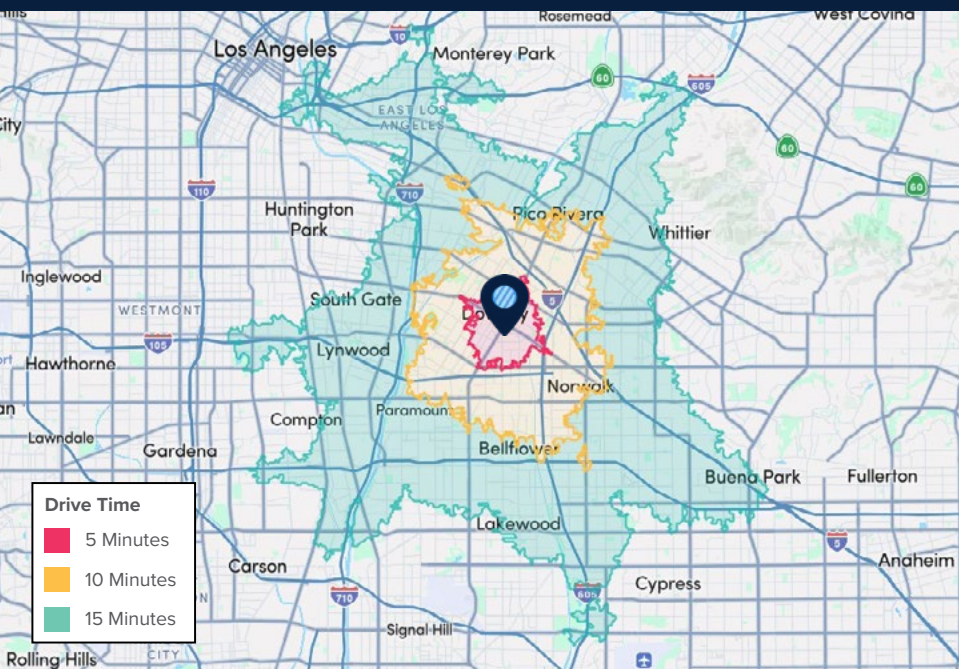 Rosemead
West Covina
Los Angeles
10
Monterey Park
60
605
EAST LOS
ANGELES
City
60
110
710
60
Huntington
Park
Pico Rivera
Whittier
Inglewood
WESTMONT
South Gate
5
105
Lynwood
Hawthorne
Norwalk
Compton
Paramount
Lawndale
Gardena
Bellflower
Buena Park
Fullerton
Drive Time
5 Minutes
10 Minutes
15 Minutes
Lakewood
5
Carson
Anaheim
710
605
Cypress
Signal Hill
CITY
Rolling Hills